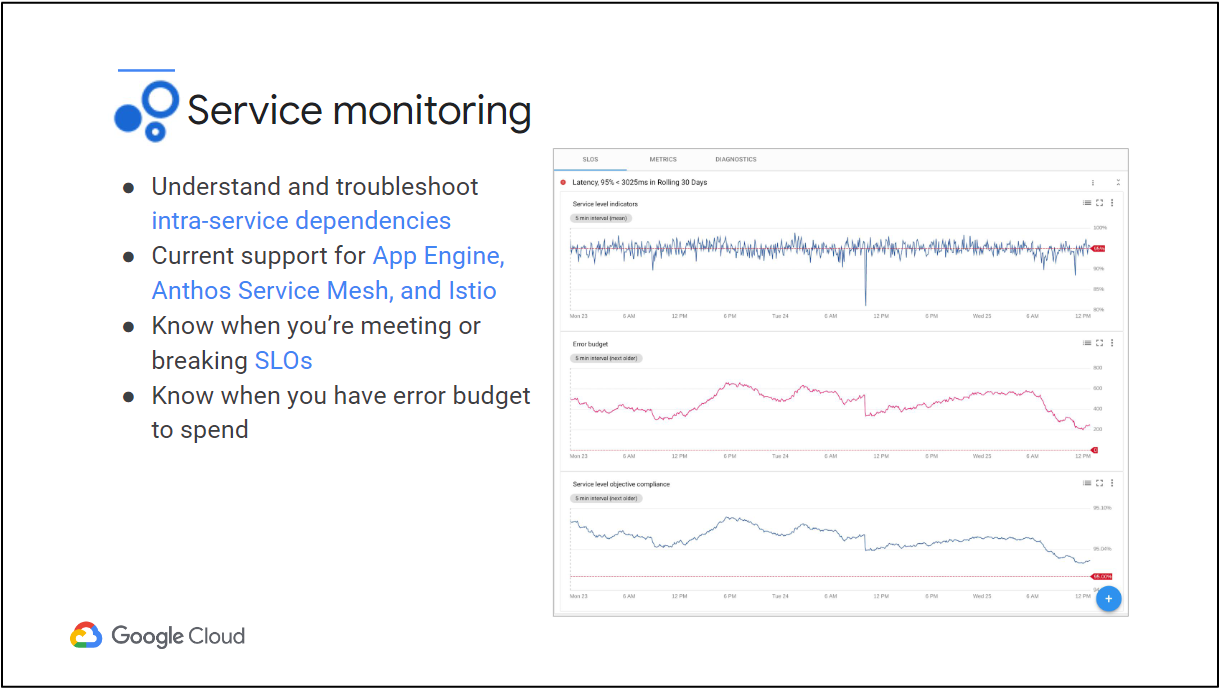 Service monitoring
● Understand and troubleshoot
intra-service dependencies
● Current support for App Engine,
Anthos Service Mesh, and Istio
● Know when you’re meeting or
breaking SLOs
● Know when you have error budget
to spend
SLOS METRICS DIAGNOSTICS
Latency, 95% < 3025ms in Rolling 30 Days
Service level indicators
5 min interval (mean)
100%
95%
90%
85%
80%
Mon 23 6 AM 12 PM 6 PM Tue 24 6 AM 12 PM 6 PM Wed 25 6 AM 12 PM
Error budget
5 min interval (next older)
800
600
400
200
0
Mon 23 6 AM 12 PM 6 PM Tue 24 6 AM 12 PM 6 PM Wed 25 6 AM 12 PM
Service level objective compliance
5 min interval (next older)
95.10%
95.00%
Mon 23 6 AM 12 PM 6 PM Tue 24 6 AM 12 PM 6 PM Wed 25 6 AM 12 PM
+
Google Cloud